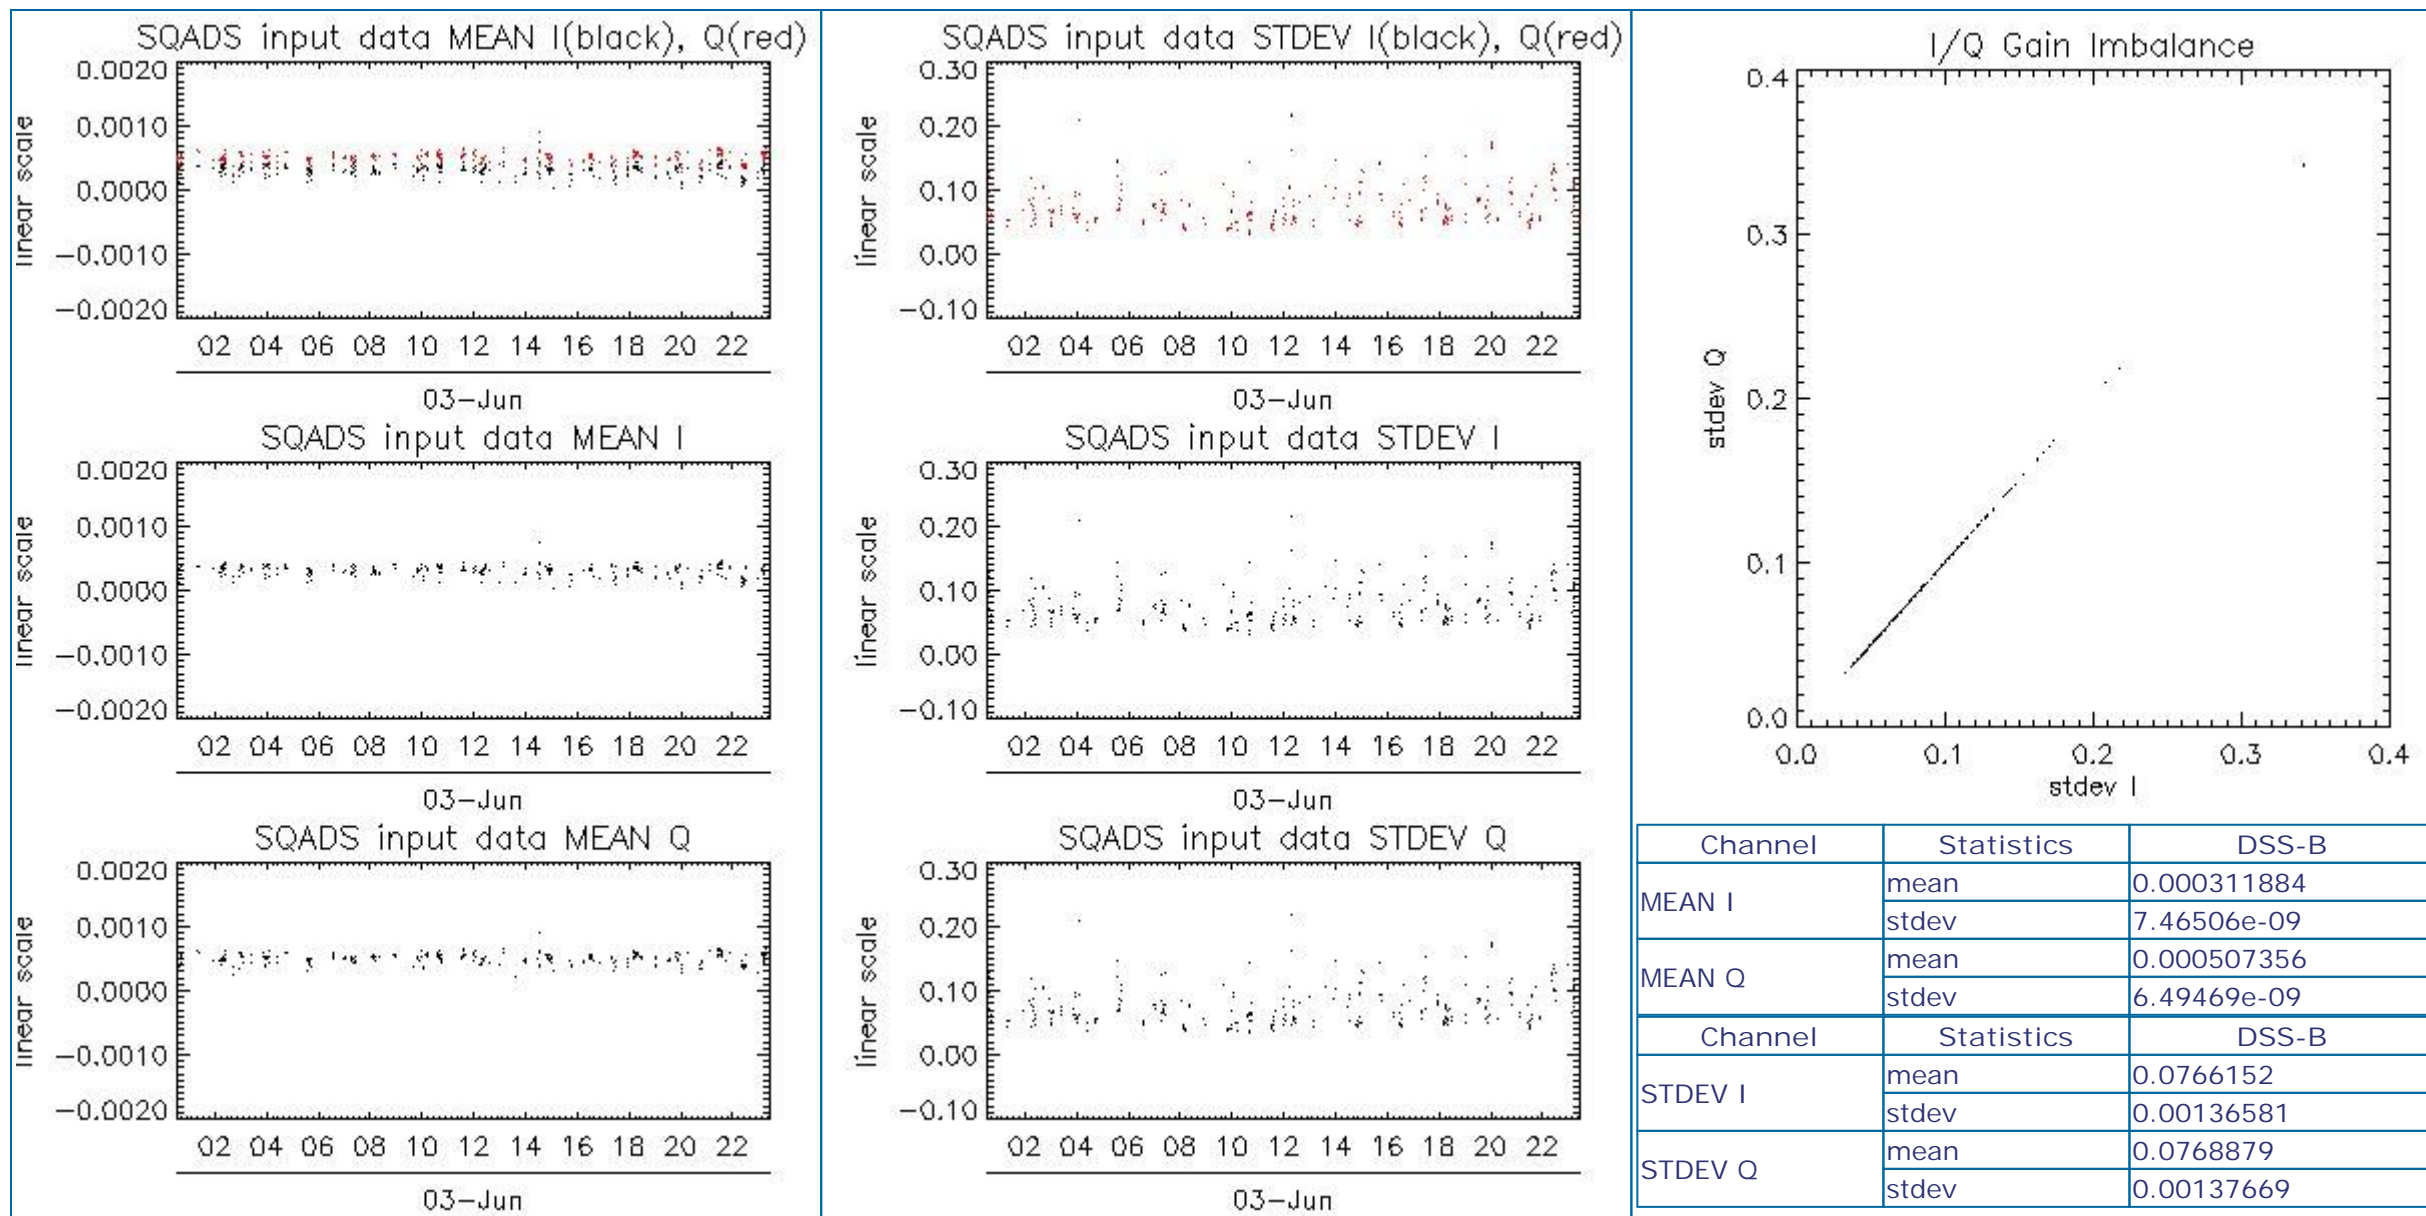 SQADS input data MEAN I(black), Q(red)
0.0020
0.0010
0.0000
−0.0010
−0.0020
linear scale
02 04 06 08 10 12 14 16 18 20 22
03−Jun
SQADS input data MEAN I
0.0020
0.0010
0.0000
−0.0010
−0.0020
linear scale
02 04 06 08 10 12 14 16 18 20 22
03−Jun
SQADS input data MEAN Q
0.0020
0.0010
0.0000
−0.0010
−0.0020
linear scale
02 04 06 08 10 12 14 16 18 20 22
03−Jun
SQADS input data STDEV I(black), Q(red)
0.30
0.20
0.10
0.00
−0.10
linear scale
02 04 06 08 10 12 14 16 18 20 22
03−Jun
SQADS input data STDEV I
0.30
0.20
0.10
0.00
−0.10
linear scale
02 04 06 08 10 12 14 16 18 20 22
03−Jun
SQADS input data STDEV Q
0.30
0.20
0.10
0.00
−0.10
linear scale
02 04 06 08 10 12 14 16 18 20 22
03−Jun
I/Q Gain Imbalance
0.4
0.3
0.2
0.1
0.0
stdev Q
0.0 0.1 0.2 0.3 0.4
stdev I
Channel Statistics DSS-B
MEAN I mean 0.000311884
stdev 7.46506e-09
MEAN Q mean 0.000507356
stdev 6.49469e-09
Channel Statistics DSS-B
STDEV I mean 0.0766152
stdev 0.00136581
STDEV Q mean 0.0768879
stdev 0.00137669